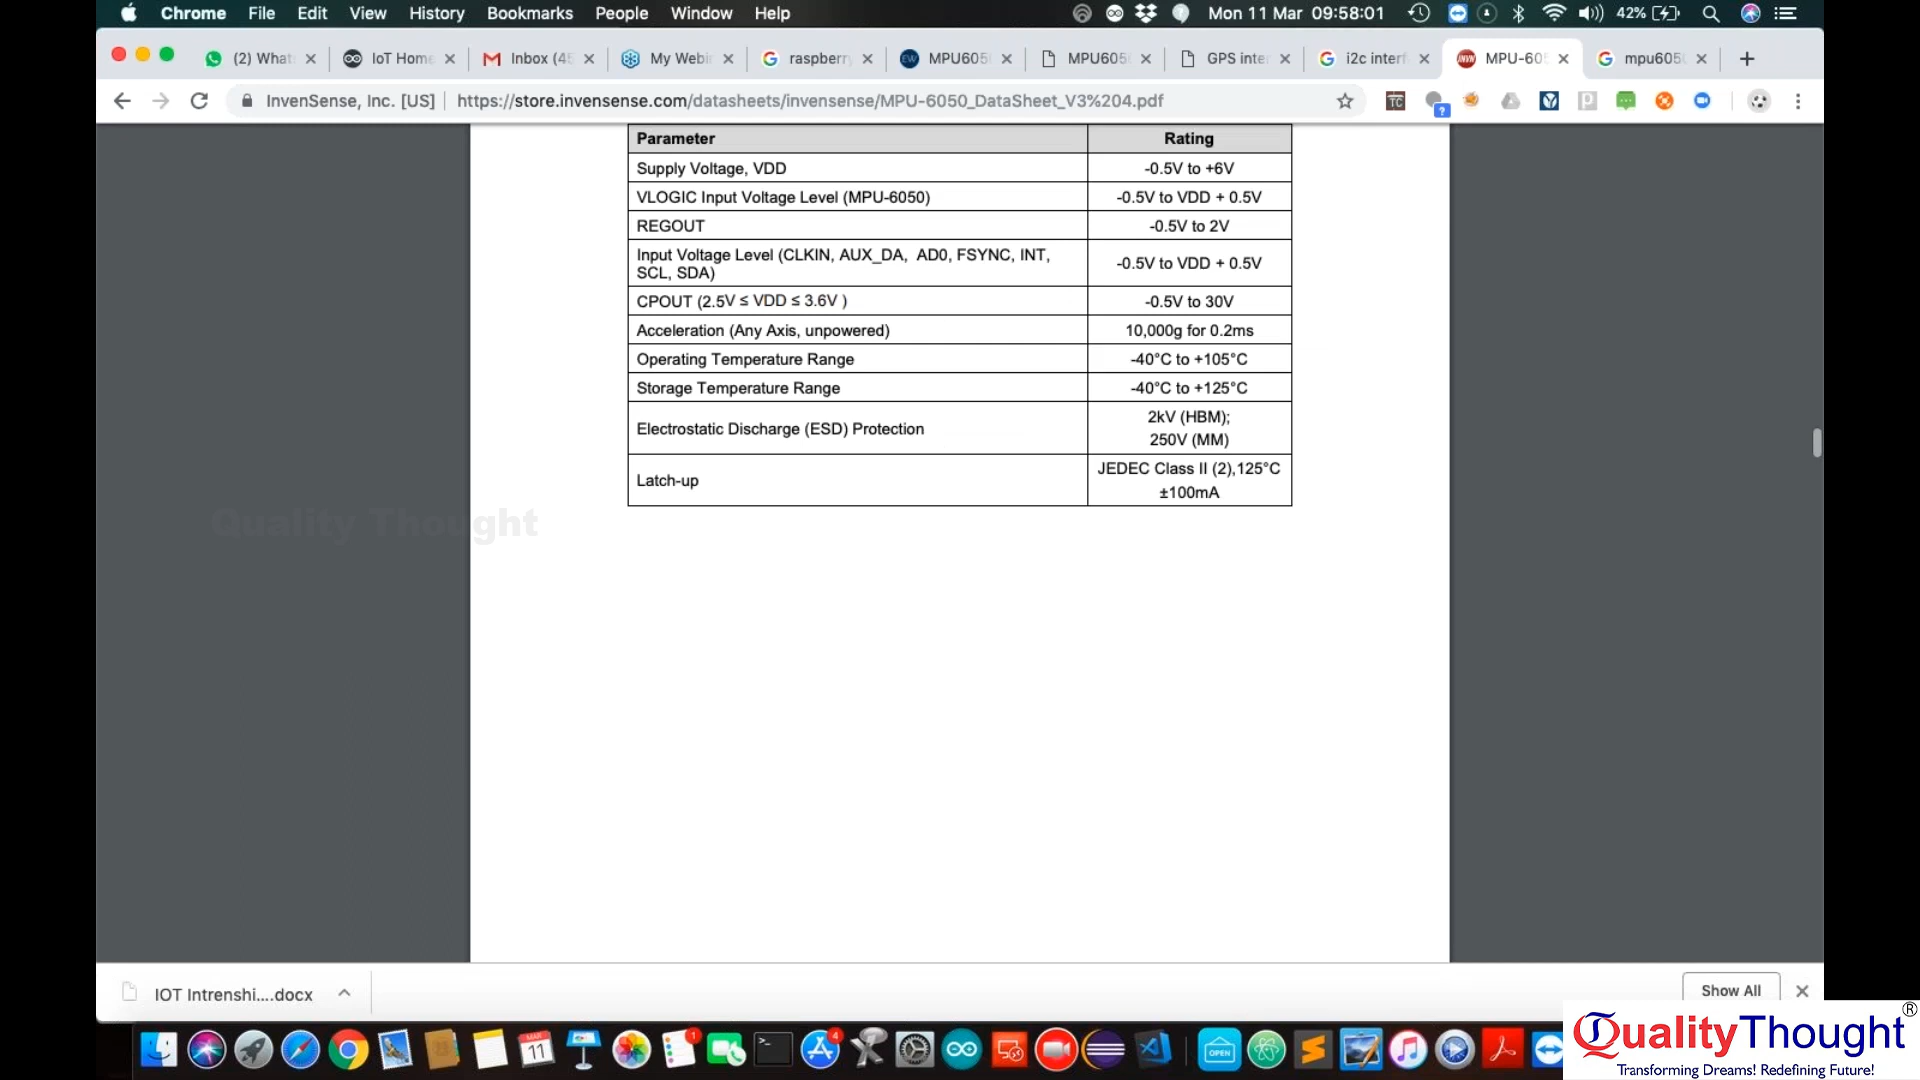 Chrome File Edit View History Bookmarks People Window Help Mon 11 Mar 09:58:01 42%
(2) What IoT Home Inbox (45 My Webi raspberr MPU605 MPU605 GPS inte i2c interf MPU-605 mpu605
InvenSense, Inc. [US] https://store.invensense.com/datasheets/invensense/MPU-6050_DataSheet_V3%204.pdf
Parameter Rating
Supply Voltage, VDD -0.5V to +6V
VLOGIC Input Voltage Level (MPU-6050) -0.5V to VDD + 0.5V
REGOUT -0.5V to 2V
Input Voltage Level (CLKIN, AUX_DA, AD0, FSYNC, INT,
SCL, SDA) -0.5V to VDD + 0.5V
CPOUT (2.5V ≤ VDD ≤ 3.6V ) -0.5V to 30V
Acceleration (Any Axis, unpowered) 10,000g for 0.2ms
Operating Temperature Range -40°C to +105°C
Storage Temperature Range -40°C to +125°C
Electrostatic Discharge (ESD) Protection 2kV (HBM);
250V (MM)
Latch-up JEDEC Class II (2),125°C
±100mA
Quality Thought
IOT Intrenshi....docx Show All
QualityThought®
Transforming Dreams! Redefining Future!